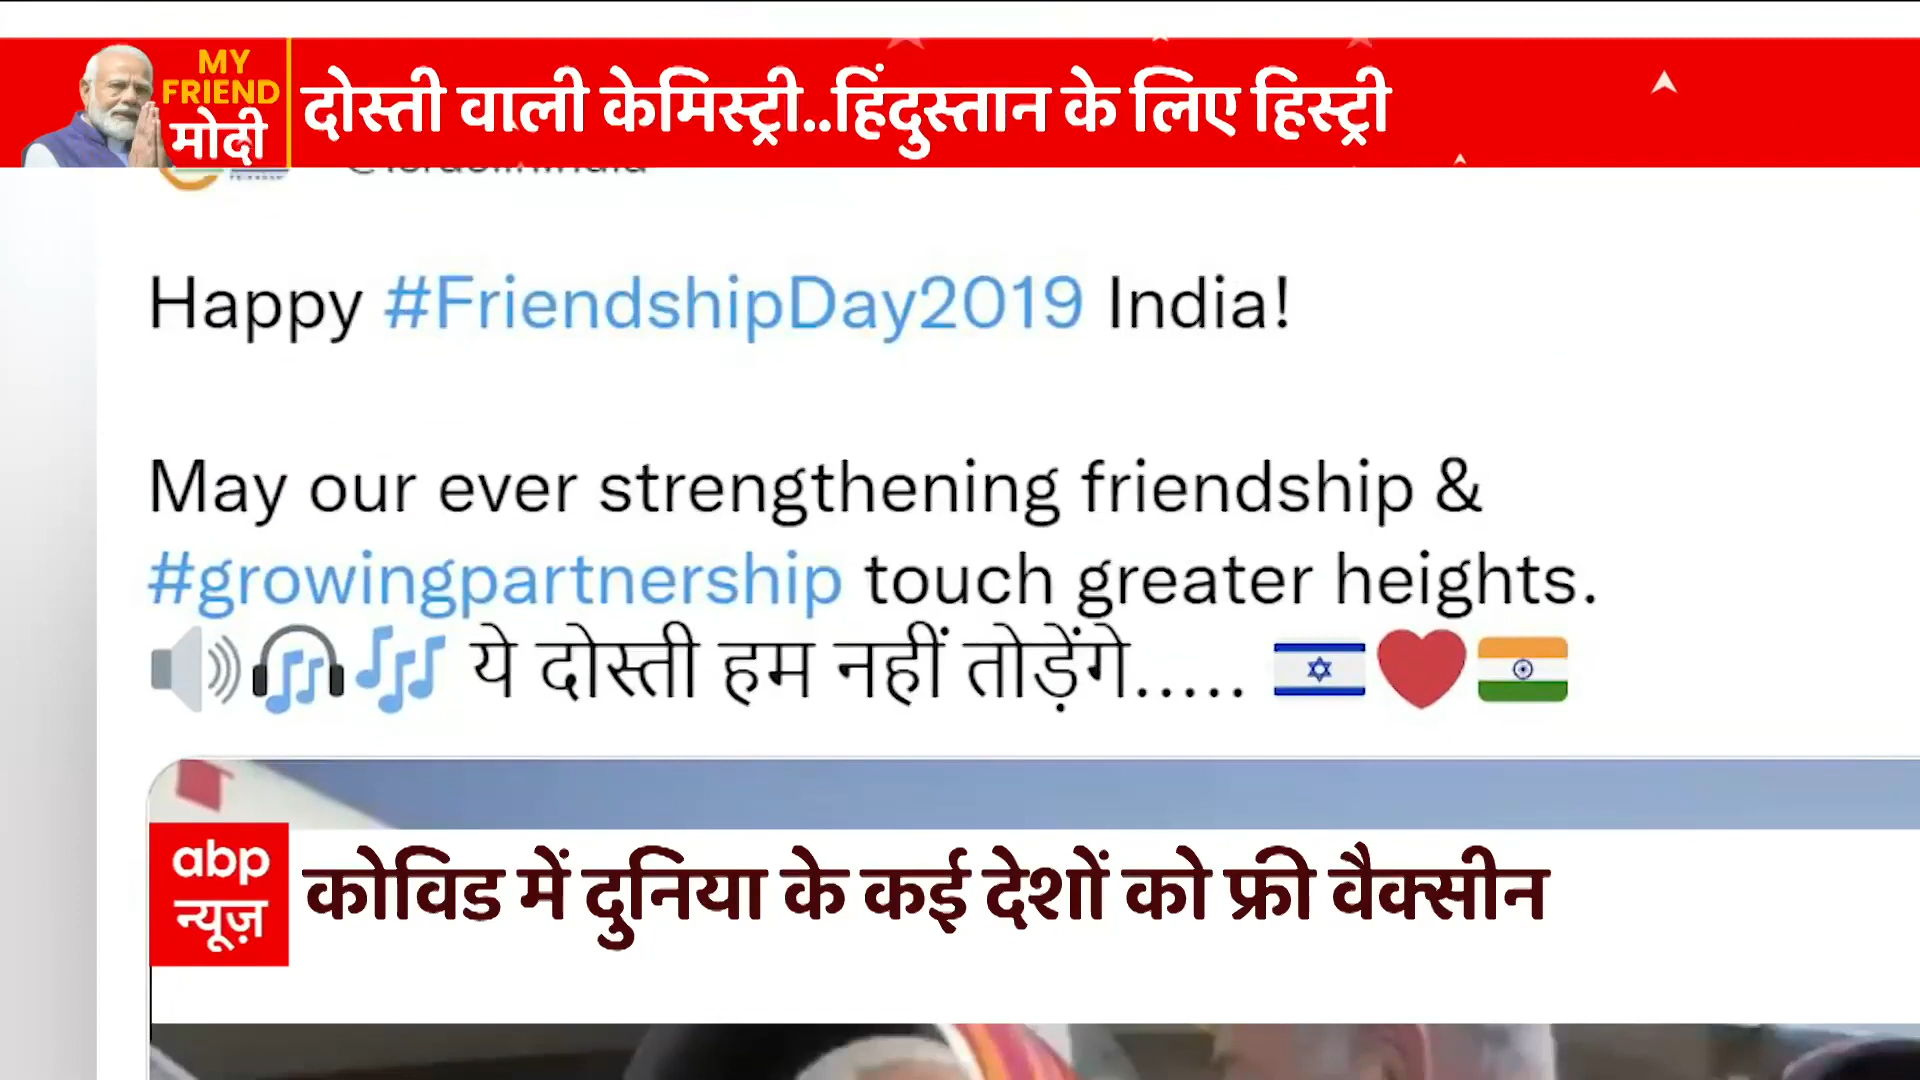 MY
FRIEND
मोदी
दोस्ती वाली केमिस्ट्री..हिंदुस्तान के लिए हिस्ट्री
Happy #FriendshipDay2019 India!
May our ever strengthening friendship &
#growingpartnership touch greater heights.
ये दोस्ती हम नहीं तोड़ेंगे.....
abp
न्यूज़
कोविड में दुनिया के कई देशों को फ्री वैक्सीन